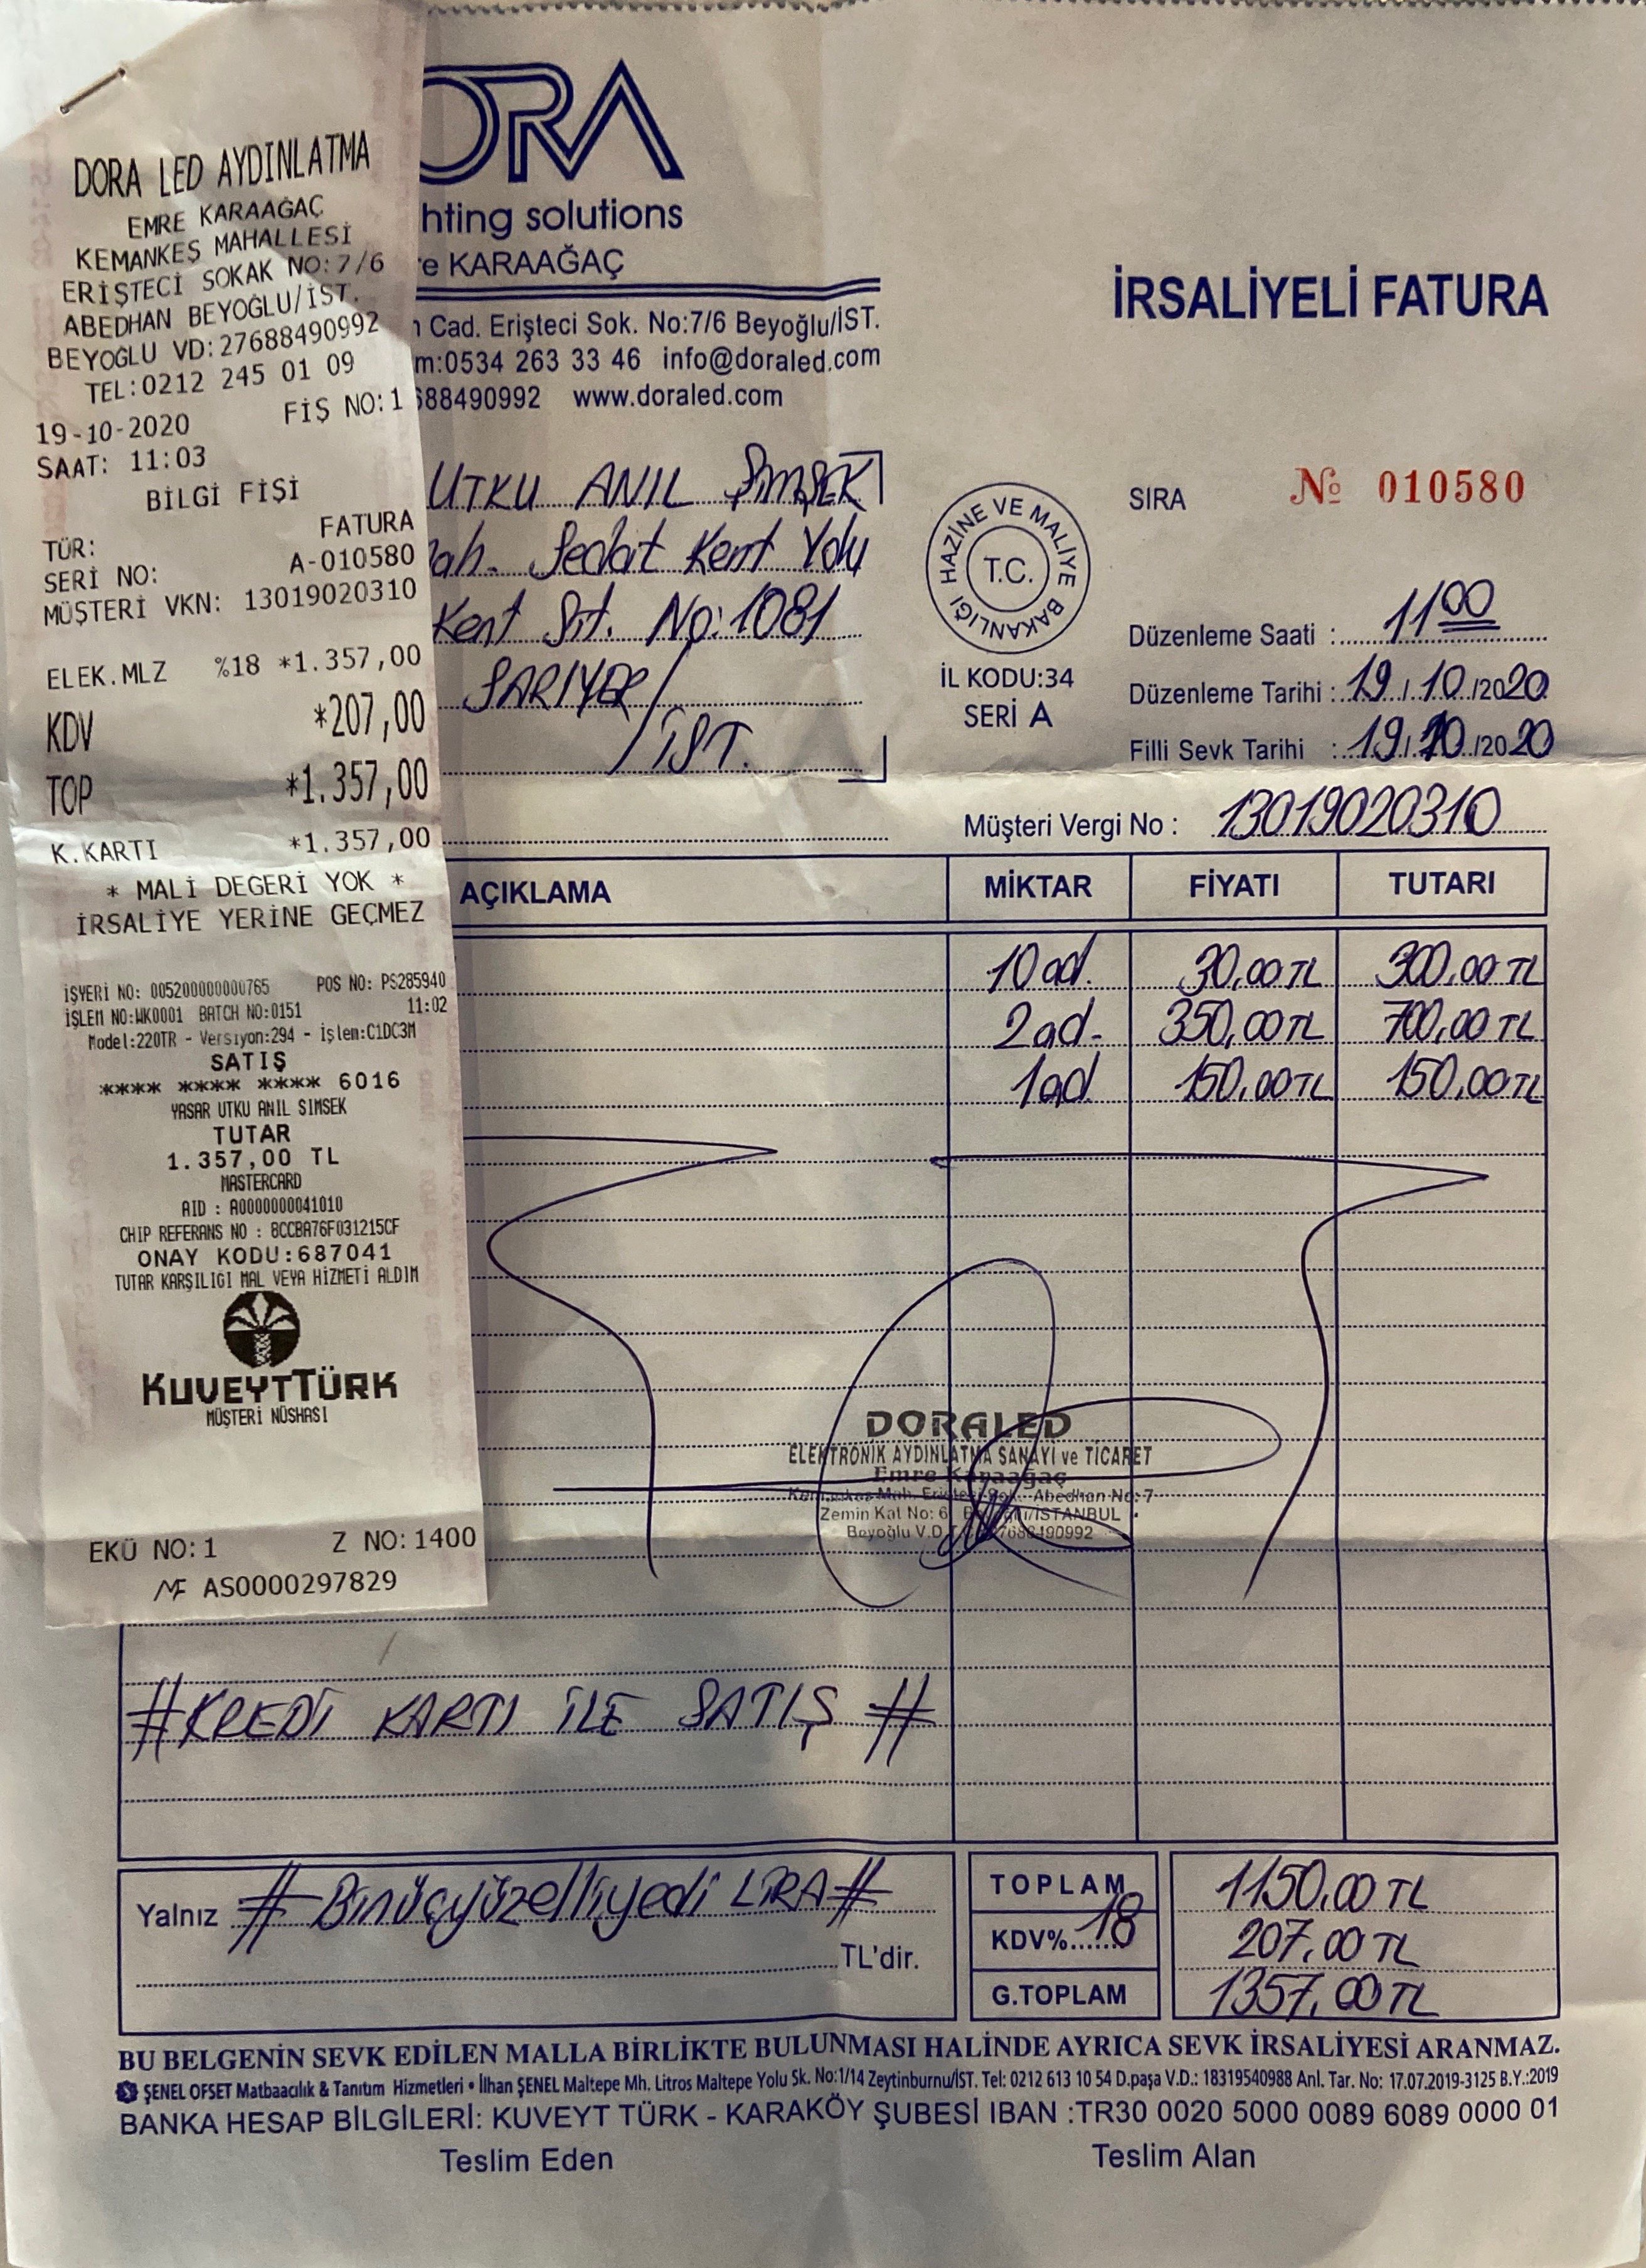 DORA LED AYDINLATMA
EMRE KARAAĞAÇ
KEMANKEŞ MAHALLESİ
ERİŞTECİ SOKAK NO:7/6
ABEDHAN BEYOĞLU/İST.
BEYOĞLU VD:27688490992
TEL:0212 245 01 09
19-10-2020 FİŞ NO:1
SAAT: 11:03
BİLGİ FİŞİ
TÜR: FATURA
SERİ NO: A-010580
MÜŞTERİ VKN: 13019020310
ELEK.MLZ %18 *1.357,00
KDV *207,00
TOP *1.357,00
K.KARTI *1.357,00
* MALİ DEGERİ YOK *
İRSALİYE YERİNE GEÇMEZ
İŞYERİ NO: 005200000000765 POS NO: PS285940
İŞLEM NO:WK0001 BATCH NO:0151 11:02
Model:220TR - Versiyon:294 - İşlem:C1DC3M
SATIŞ
**** **** **** 6016
YASAR UTKU ANIL SIMSEK
TUTAR
1.357,00 TL
MASTERCARD
AID : A0000000041010
CHIP REFERANS NO : 8CCBA76F031215CF
ONAY KODU:687041
TUTAR KARŞILIĞI MAL VEYA HİZMETİ ALDIM
KUVEYTTÜRK
MÜŞTERİ NÜSHASI
EKÜ NO:1 Z NO:1400
MF AS0000297829
ORA
hting solutions
re KARAAĞAÇ
Cad. Erişteci Sok. No:7/6 Beyoğlu/İST.
m:0534 263 33 46 info@doraled.com
688490992 www.doraled.com
İRSALİYELİ FATURA
UTKU ANIL ŞİMŞEK
ah. Sedat Kent Yolu
Kent Sit. No:1081
SARIYER/
İST.
HAZİNE VE MALİYE BAKANLIĞI
T.C.
İL KODU:34
SERİ A
SIRA № 010580
Düzenleme Saati : 11 00
Düzenleme Tarihi : 19 / 10 /2020
Filli Sevk Tarihi : 19 / 10 /2020
Müşteri Vergi No : 13019020310
AÇIKLAMA MİKTAR FİYATI TUTARI
10 ad. 30,00 TL 300,00 TL
2 ad. 350,00 TL 700,00 TL
1 ad 150,00 TL 150,00 TL
DORALED
ELEKTRONİK AYDINLATMA SANAYİ ve TİCARET
Emre Karaağaç
Kemankeş Mah. Erişteci Sok. Abedhan No:7
Zemin Kat No: 6 /İSTANBUL
Beyoğlu V.D. 27688490992
# KREDİ KARTI İLE SATIŞ #
Yalnız # Binüçyüzelliyedi LİRA #
TL'dir.
TOPLAM 1150,00 TL
KDV% 18 207,00 TL
G.TOPLAM 1357,00 TL
BU BELGENİN SEVK EDİLEN MALLA BİRLİKTE BULUNMASI HALİNDE AYRICA SEVK İRSALİYESİ ARANMAZ.
ŞENEL OFSET Matbaacılık & Tanıtım Hizmetleri • İlhan ŞENEL Maltepe Mh. Litros Maltepe Yolu Sk. No:1/14 Zeytinburnu/İST. Tel: 0212 613 10 54 D.paşa V.D.: 18319540988 Anl. Tar. No: 17.07.2019-3125 B.Y.:2019
BANKA HESAP BİLGİLERİ: KUVEYT TÜRK - KARAKÖY ŞUBESİ IBAN :TR30 0020 5000 0089 6089 0000 01
Teslim Eden Teslim Alan